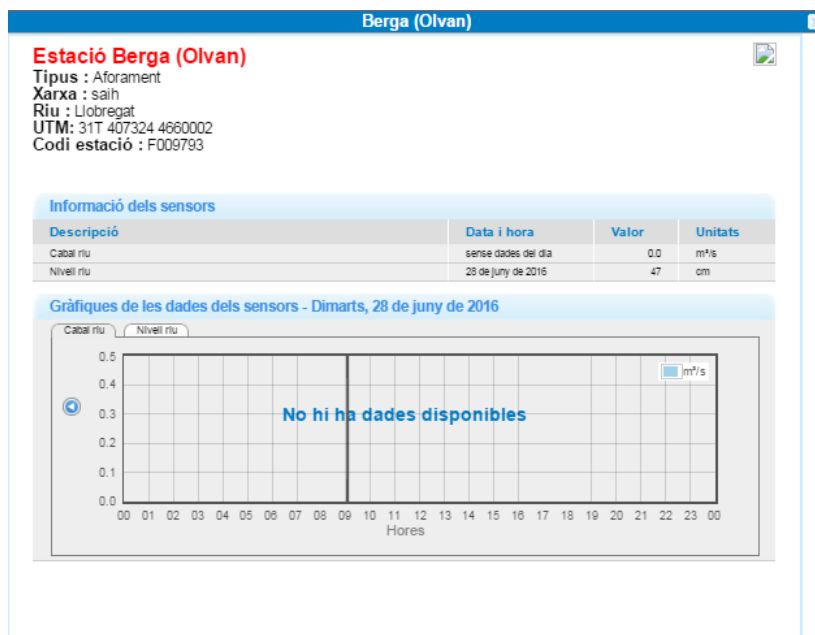 Berga (Olvan)
Estació Berga (Olvan)
Tipus : Aforament
Xarxa : saih
Riu : Llobregat
UTM: 31T 407324 4660002
Codi estació : F009793
Informació dels sensors
Descripció Data i hora Valor Unitats
Cabal riu sense dades del dia 0.0 m³/s
Nivell riu 28 de juny de 2016 47 cm
Gràfiques de les dades dels sensors - Dimarts, 28 de juny de 2016
Cabal riu Nivell riu
m³/s
0.5
0.4
0.3
0.2
0.1
0.0
No hi ha dades disponibles
00 01 02 03 04 05 06 07 08 09 10 11 12 13 14 15 16 17 18 19 20 21 22 23 00
Hores